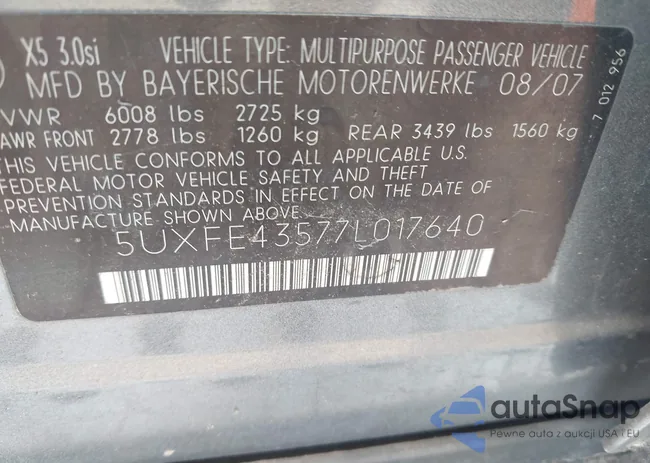 X5 3.0si VEHICLE TYPE: MULTIPURPOSE PASSENGER VEHICLE
MFD BY BAYERISCHE MOTORENWERKE 08/07
VWR 6008 lbs 2725 kg
AWR FRONT 2778 lbs 1260 kg REAR 3439 lbs 1560 kg
THIS VEHICLE CONFORMS TO ALL APPLICABLE U.S.
FEDERAL MOTOR VEHICLE SAFETY AND THEFT
PREVENTION STANDARDS IN EFFECT ON THE DATE OF
MANUFACTURE
5UXFE43577L017640
7 012 956
autoSnap
Pewne auta z aukcji USA i EU